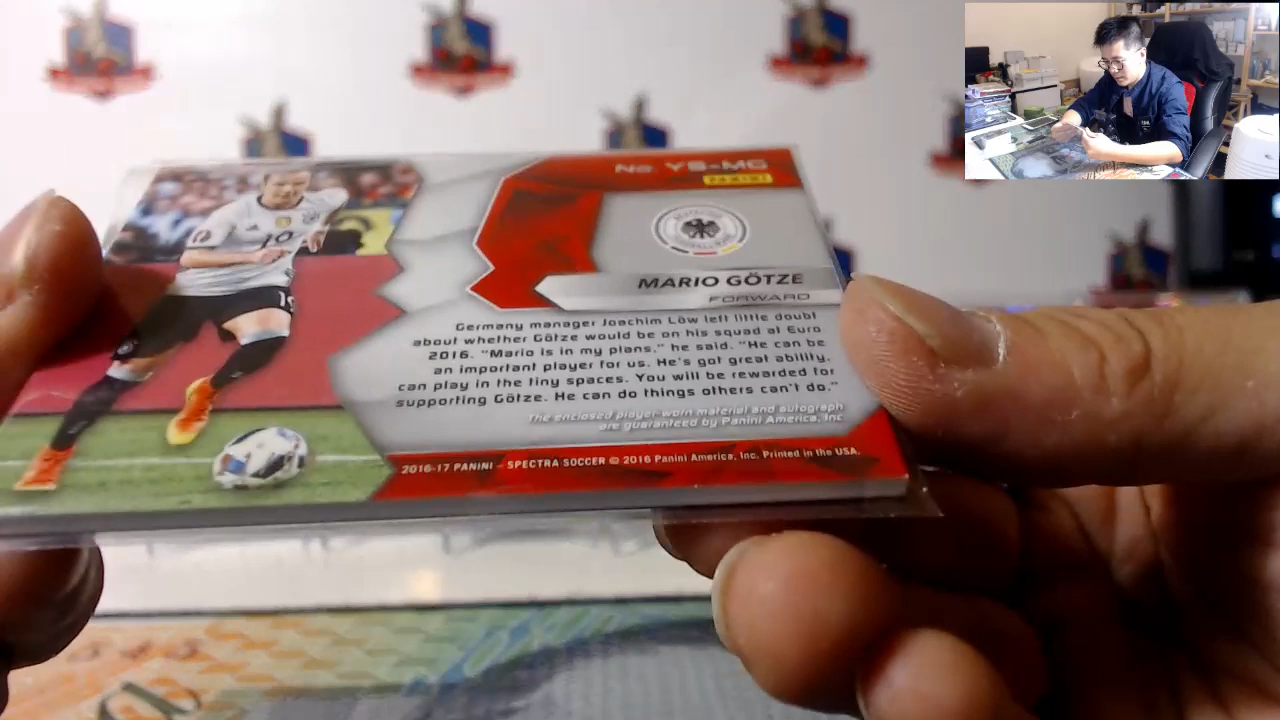 No. YS-MG
PANINI
MARIO GÖTZE
FORWARD
Germany manager Joachim Löw left little doubt
about whether Götze would be on his squad at Euro
2016. "Mario is in my plans," he said. "He can be
an important player for us. He's got great ability,
can play in the tiny spaces. You will be rewarded for
supporting Götze. He can do things others can't do."
The enclosed player-worn material and autograph
are guaranteed by Panini America, Inc.
2016-17 PANINI - SPECTRA SOCCER © 2016 Panini America, Inc. Printed in the USA.
19